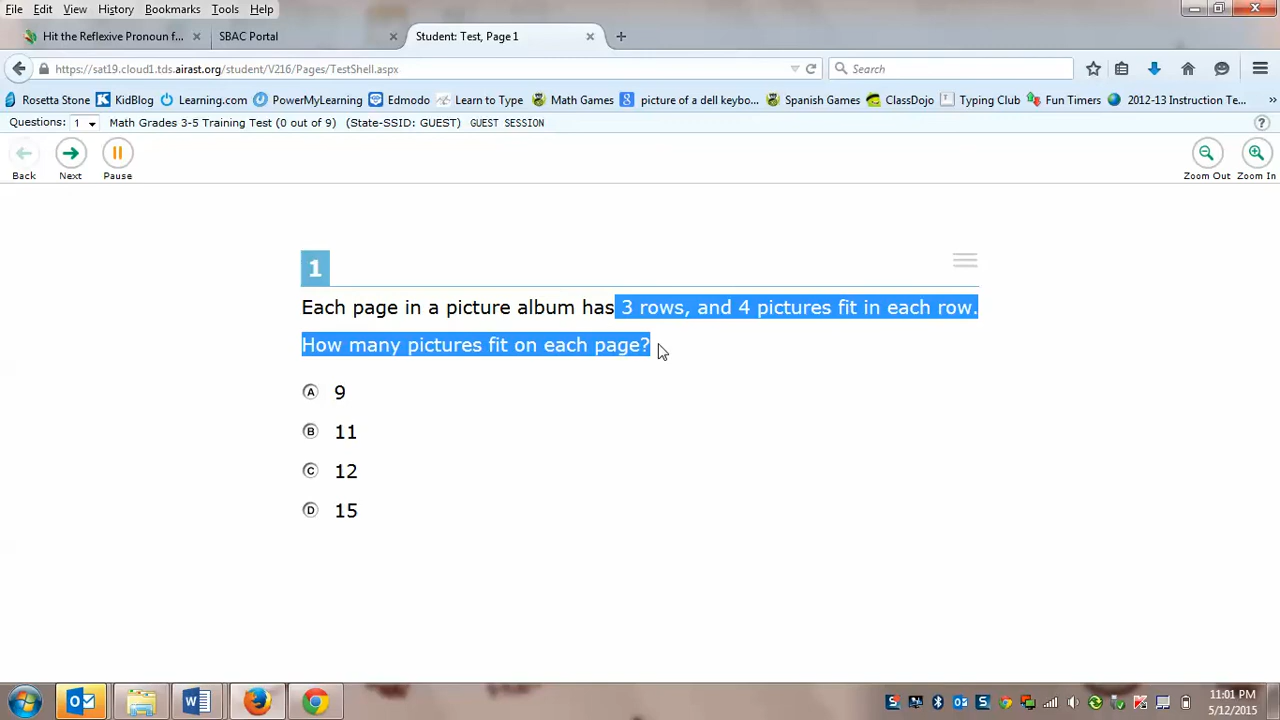 File Edit View History Bookmarks Tools Help
Hit the Reflexive Pronoun f... × SBAC Portal × Student: Test, Page 1 × +
https://sat19.cloud1.tds.airast.org/student/V216/Pages/TestShell.aspx Search
Rosetta Stone KidBlog Learning.com PowerMyLearning Edmodo Learn to Type Math Games picture of a dell keybo... Spanish Games ClassDojo Typing Club Fun Timers 2012-13 Instruction Te... »
Questions: 1 Math Grades 3-5 Training Test (0 out of 9) (State-SSID: GUEST) GUEST SESSION ?
Back Next Pause Zoom Out Zoom In
1
Each page in a picture album has 3 rows, and 4 pictures fit in each row.
How many pictures fit on each page?
A 9
B 11
C 12
D 15
11:01 PM
5/12/2015